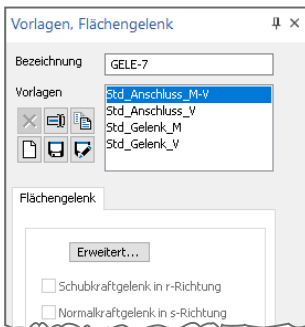 Vorlagen, Flächengelenk
Bezeichnung
GELE-7
Vorlagen
Std_Anschluss_M-V
Std_Anschluss_V
Std_Gelenk_M
Std_Gelenk_V
Flächengelenk
Erweitert...
Schubkraftgelenk in r-Richtung
Normalkraftgelenk in s-Richtung